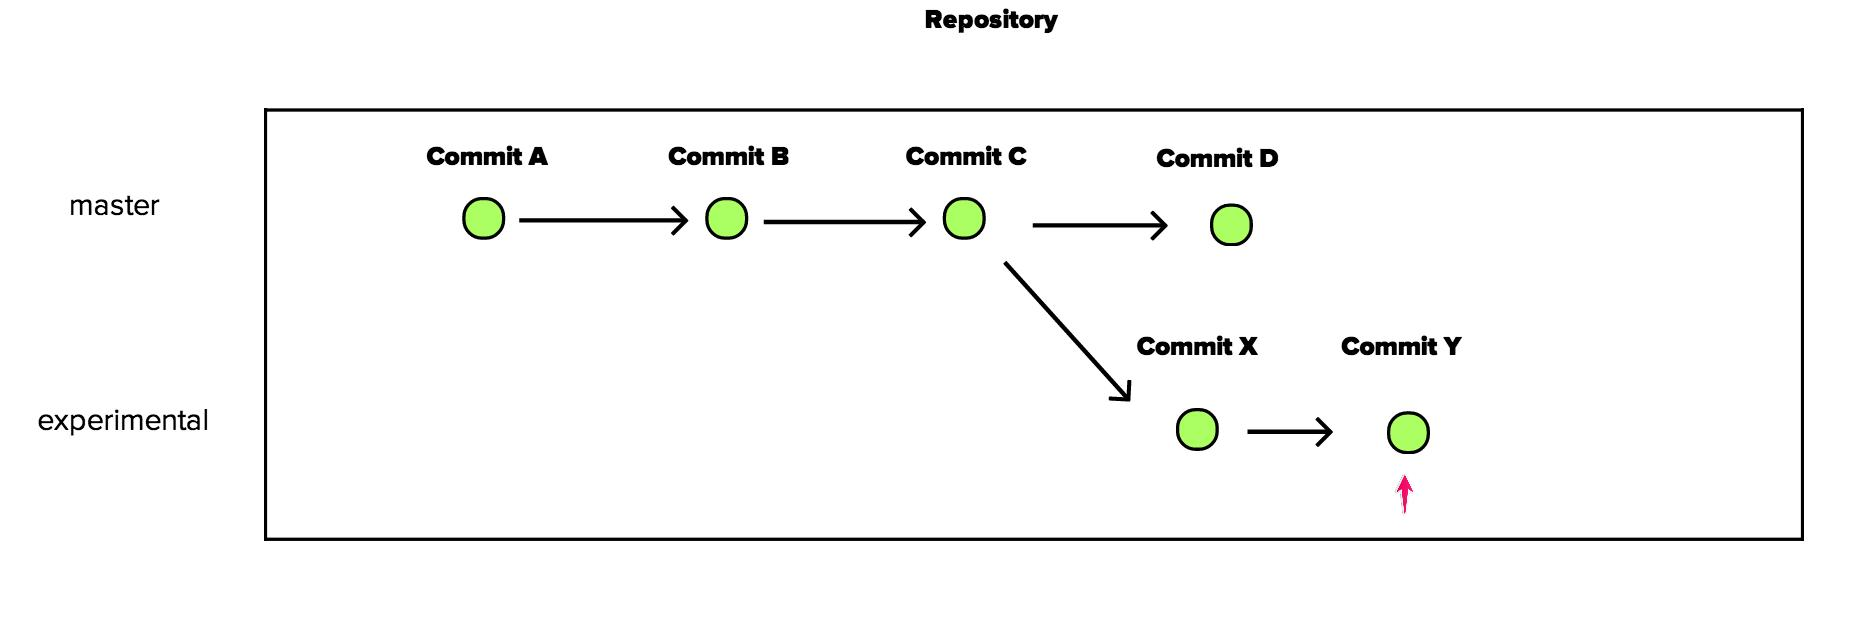 Repository
Commit A
Commit B
Commit C
Commit D
master
Commit X
Commit Y
experimental